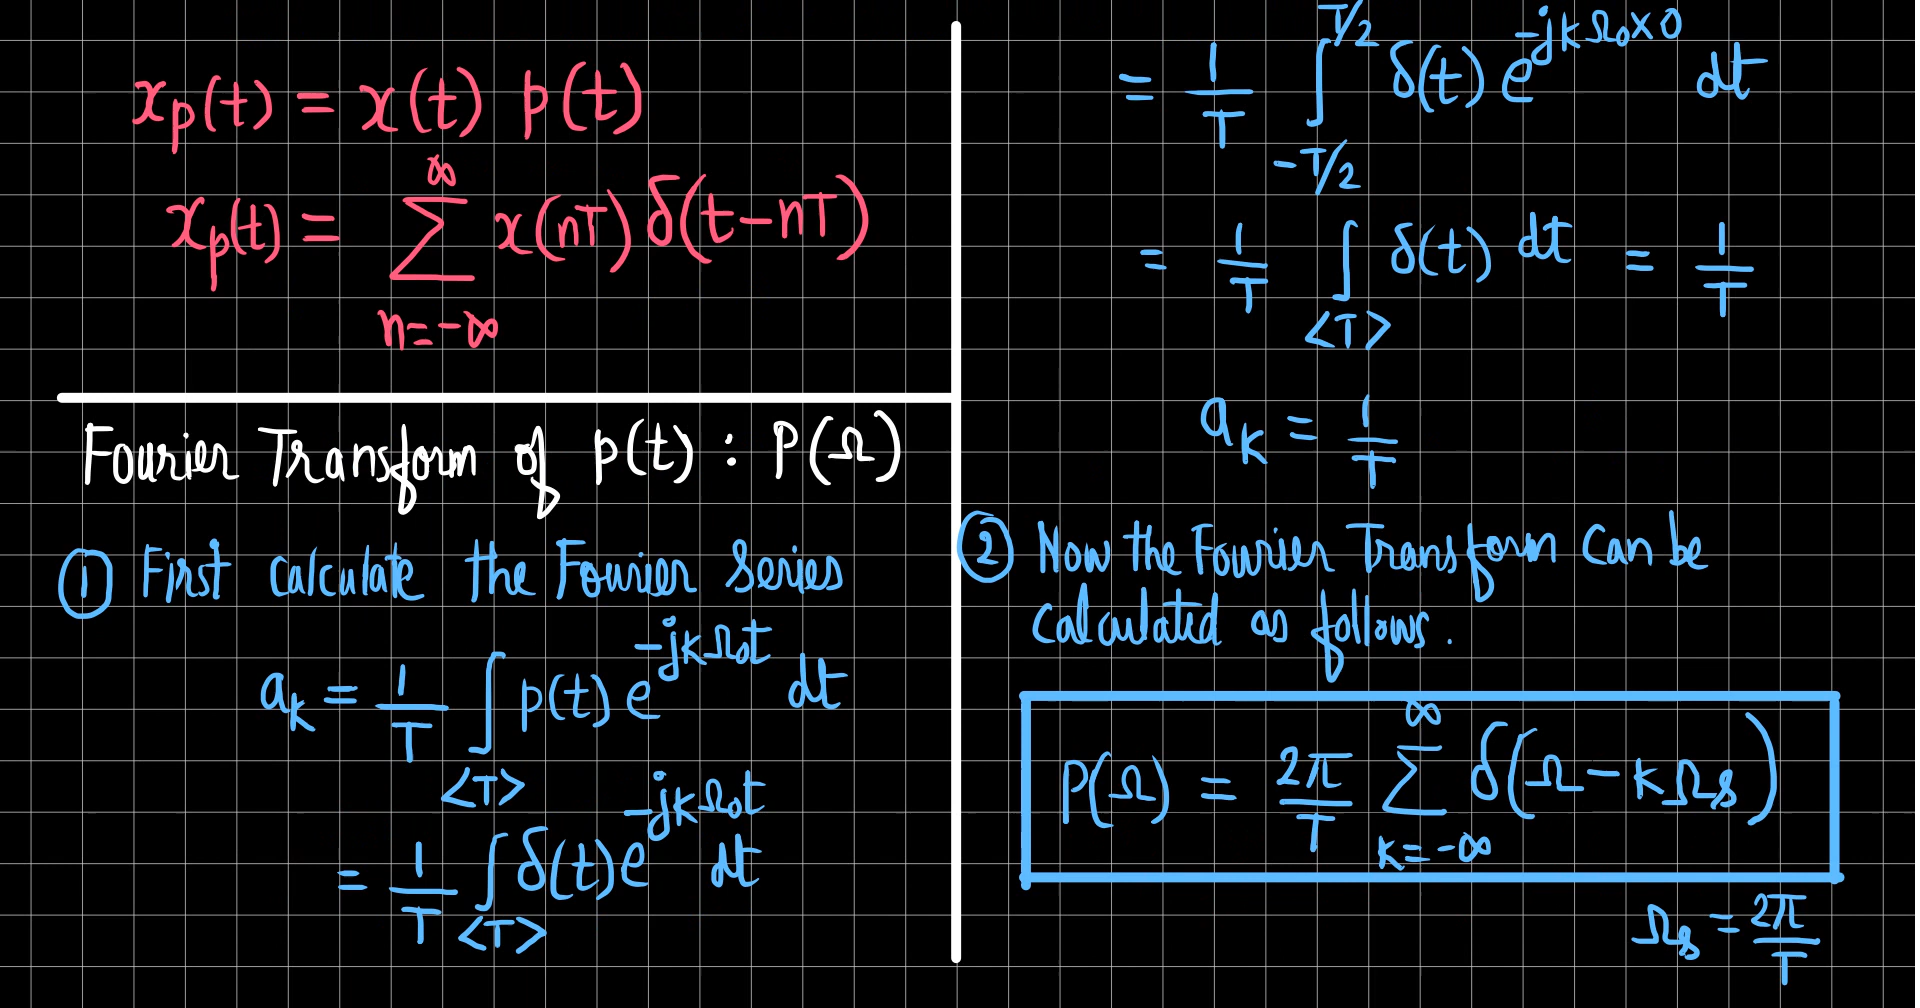 xₚ(t) = x(t) p(t)
xₚ(t) = ∑_{n=-∞}^{∞} x(nT) δ(t-nT)
Fourier Transform of p(t) : P(Ω)
① First calculate the Fourier Series
a_k = 1/T ∫_{<T>} p(t) e^{-jkΩ₀t} dt
= 1/T ∫_{<T>} δ(t) e^{-jkΩ₀t} dt
= 1/T ∫_{-T/2}^{T/2} δ(t) e^{-jkΩ₀×0} dt
= 1/T ∫_{<T>} δ(t) dt = 1/T
a_k = 1/T
② Now the Fourier Transform can be
calculated as follows.
P(Ω) = 2π/T ∑_{k=-∞}^{∞} δ(Ω-kΩₛ)
Ωₛ = 2π/T